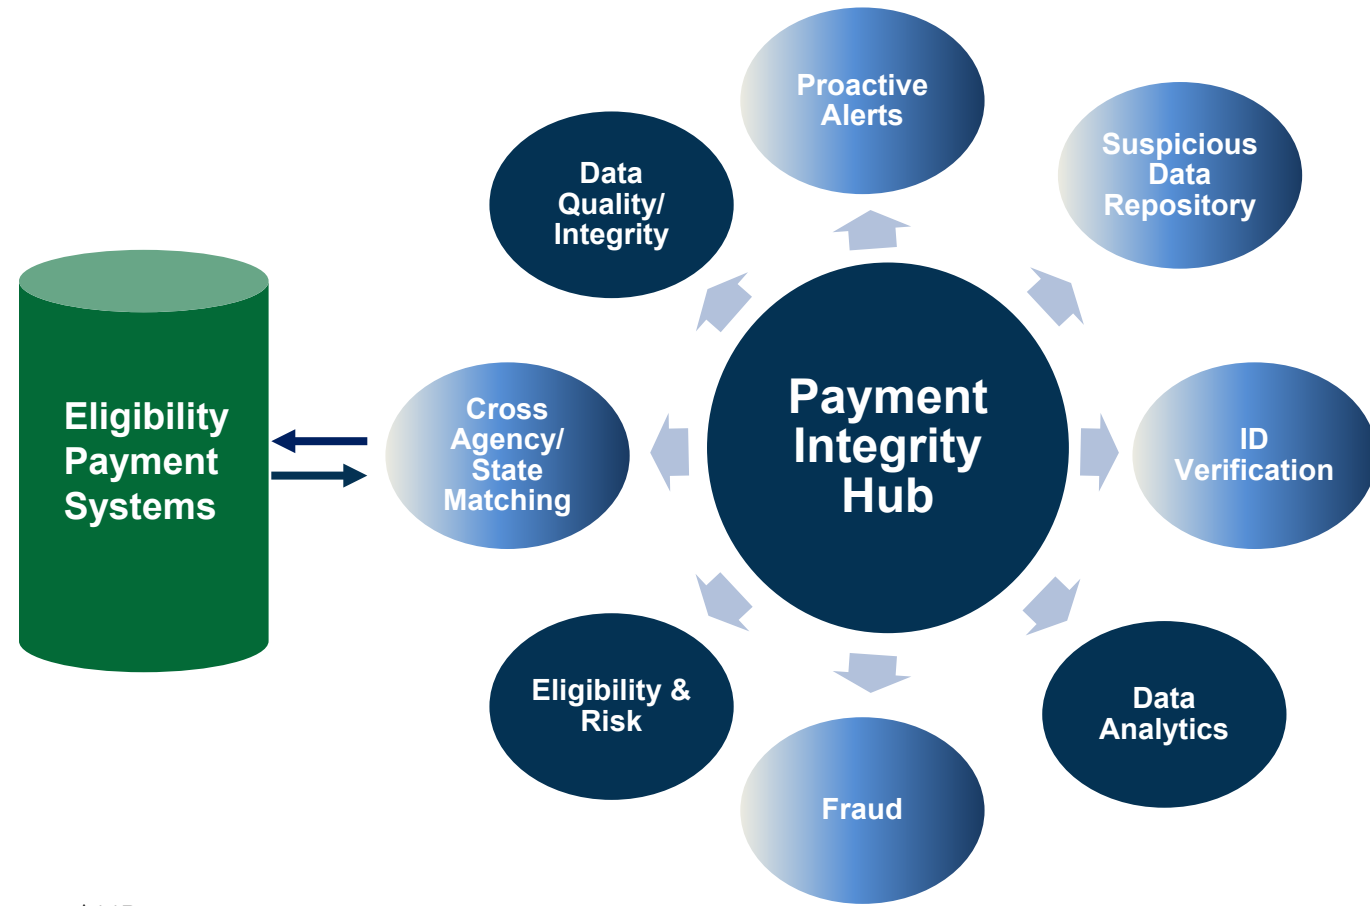 Proactive
Alerts
Suspicious
Data
Repository
Data
Quality/
Integrity
Eligibility
Payment
Systems
Cross
Agency/
State
Matching
Payment
Integrity
Hub
ID
Verification
Eligibility &
Risk
Data
Analytics
Fraud